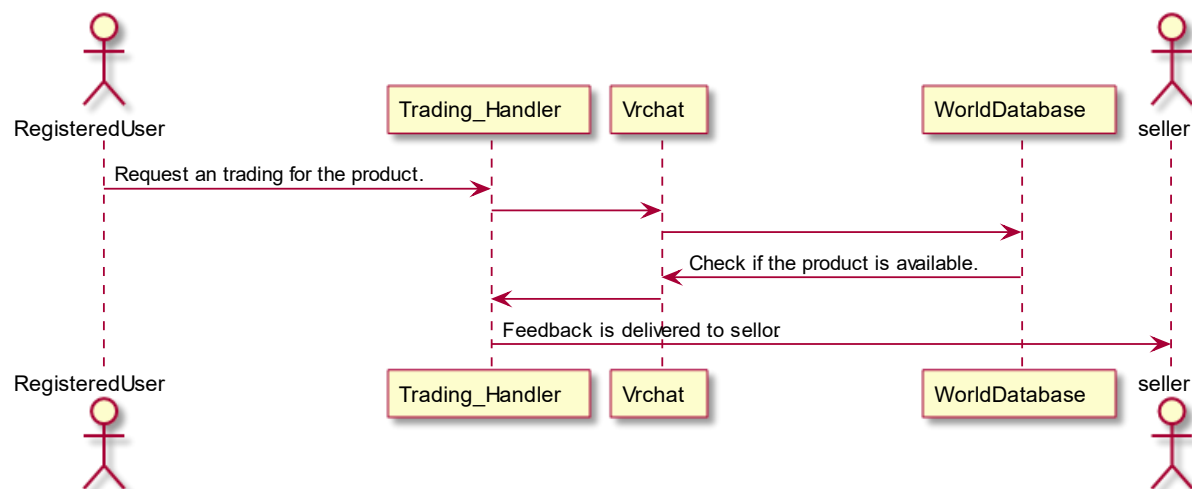 RegisteredUser
Trading_Handler
Vrchat
WorldDatabase
seller
Request an trading for the product.
Check if the product is available.
Feedback is delivered to sellor.
RegisteredUser
Trading_Handler
Vrchat
WorldDatabase
seller